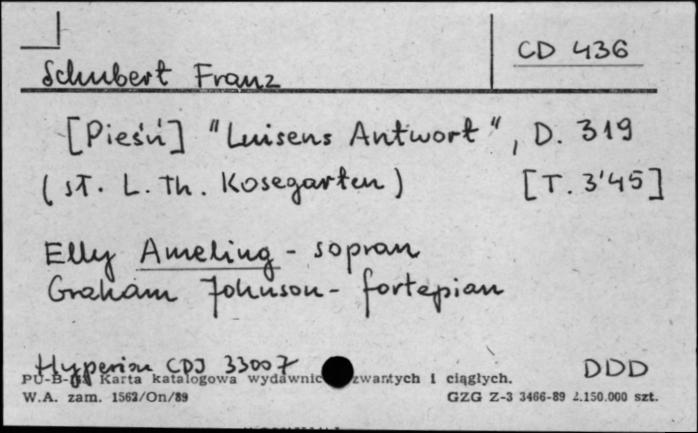 CD 436
Schubert Franz
[Pieśń] "Luisens Antwort", D. 319
(sł. L. Th. Kosegarten) [T. 3'45]
Elly Ameling - sopran
Graham Johnson - fortepian
Hyperion CDJ 33007 DDD
Karta katalogowa wydawnic zwartych i ciągłych.
W.A. zam. 1562/On/89 GZG Z-3 3466-89 2.150.000 szt.